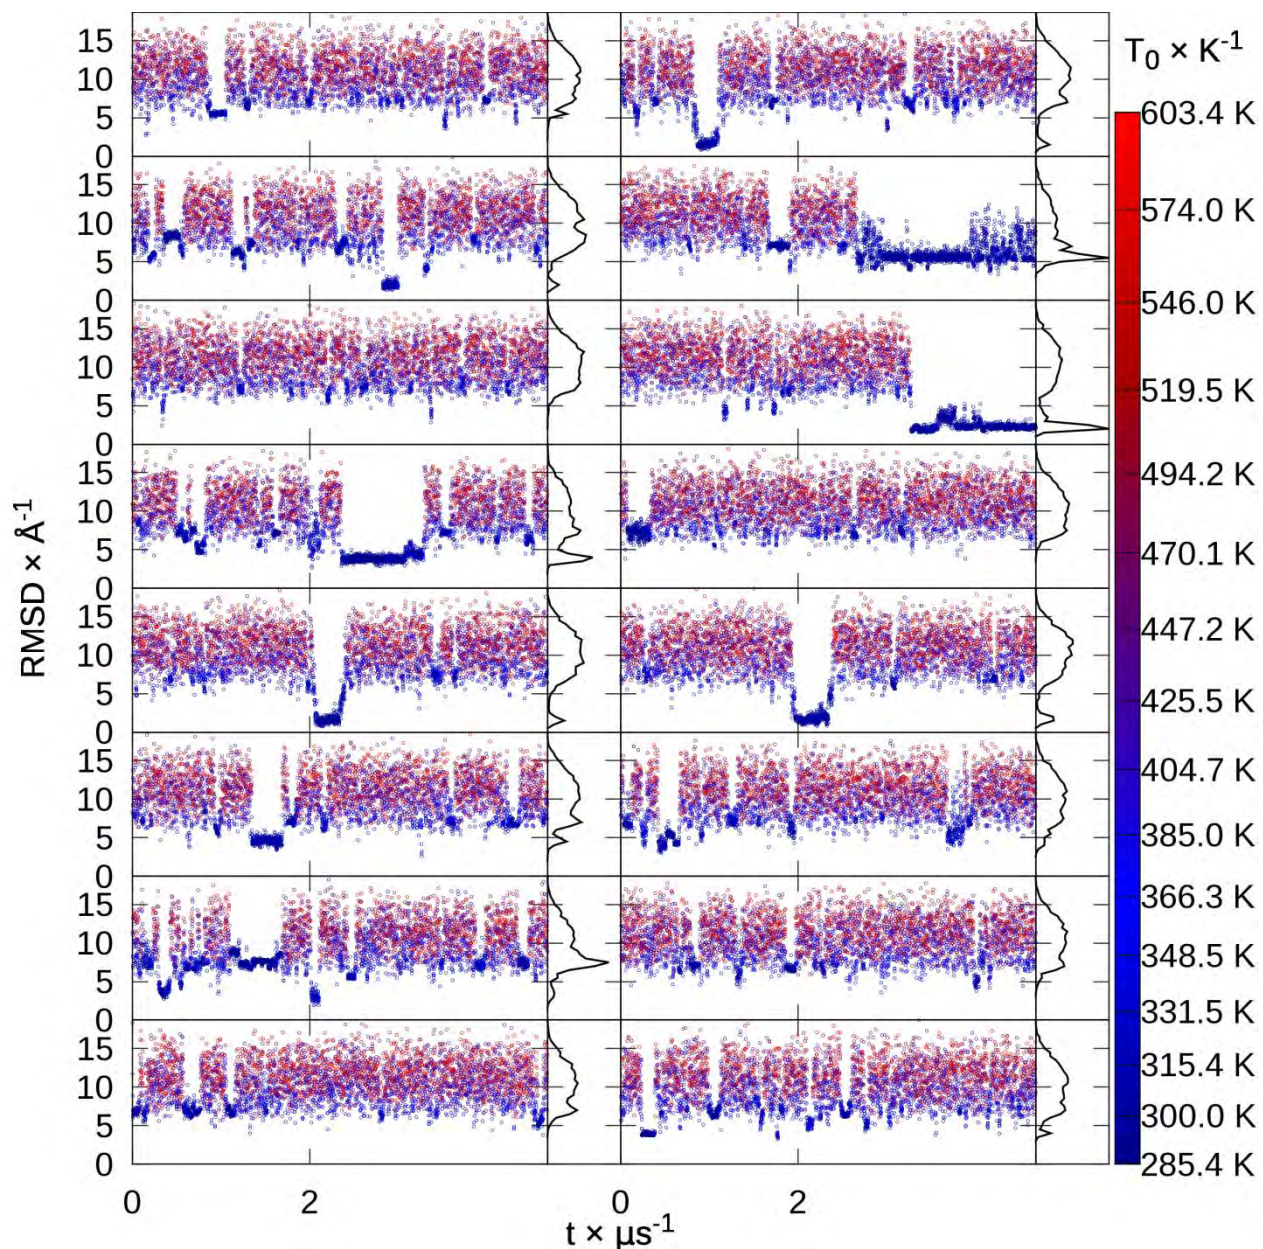 T₀ × K⁻¹
603.4 K
574.0 K
546.0 K
519.5 K
494.2 K
470.1 K
447.2 K
425.5 K
404.7 K
385.0 K
366.3 K
348.5 K
331.5 K
315.4 K
300.0 K
285.4 K
RMSD × Å⁻¹
15
10
5
0
15
10
5
0
15
10
5
0
15
10
5
0
15
10
5
0
15
10
5
0
15
10
5
0
15
10
5
0
0 2 0 2
t × μs⁻¹